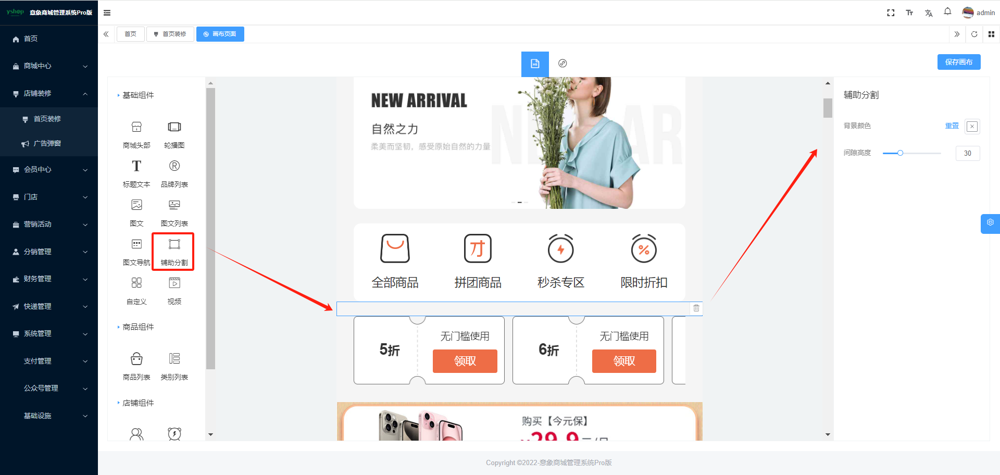 yshop 意象商城管理系统Pro版
admin
首页
首页装修
画布页面
首页
商城中心
店铺装修
首页装修
广告弹窗
会员中心
门店
营销活动
分销管理
财务管理
快递管理
系统管理
支付管理
公众号管理
基础设施
H5
保存画布
基础组件
商城头部
轮播图
T
标题文本
®
品牌列表
图文
图文列表
图文导航
辅助分割
自定义
视频
商品组件
商品列表
类别列表
店铺组件
NEW ARRIVAL
自然之力
柔美而坚韧，感受原始自然的力量
全部商品
拼团商品
秒杀专区
限时折扣
5折
无门槛使用
领取
6折
无门槛使用
领取
购买【今元保】
29.9元/月
辅助分割
背景颜色
重置
间隙高度
30
Copyright ©2022-意象商城管理系统Pro版